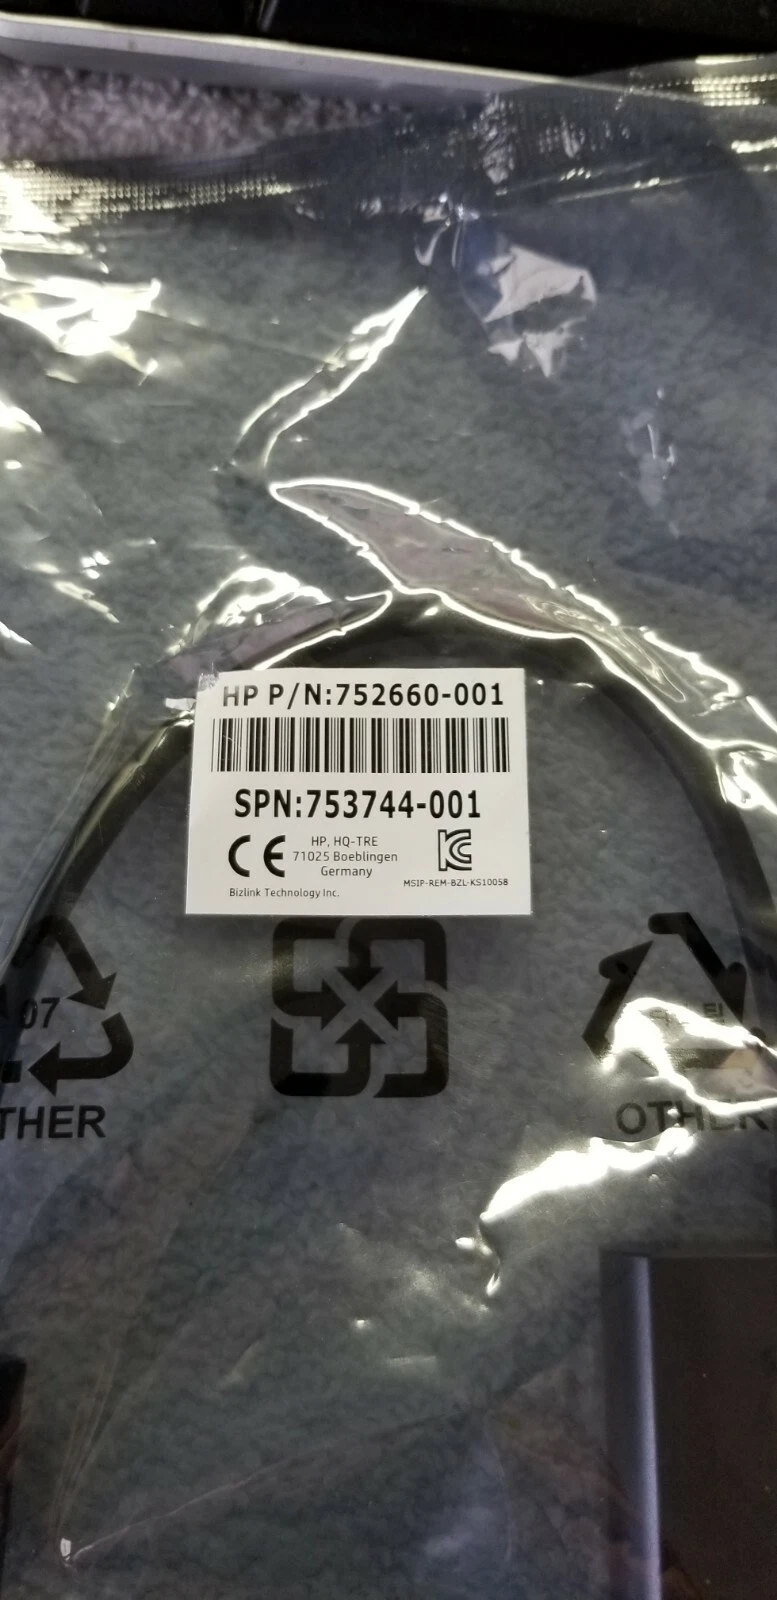 HP P/N:752660-001
SPN:753744-001
CE
HP, HQ-TRE
71025 Boeblingen
Germany
MSIP-REM-BZL-KS10058
Bizlink Technology Inc.
07
THER
OTHER